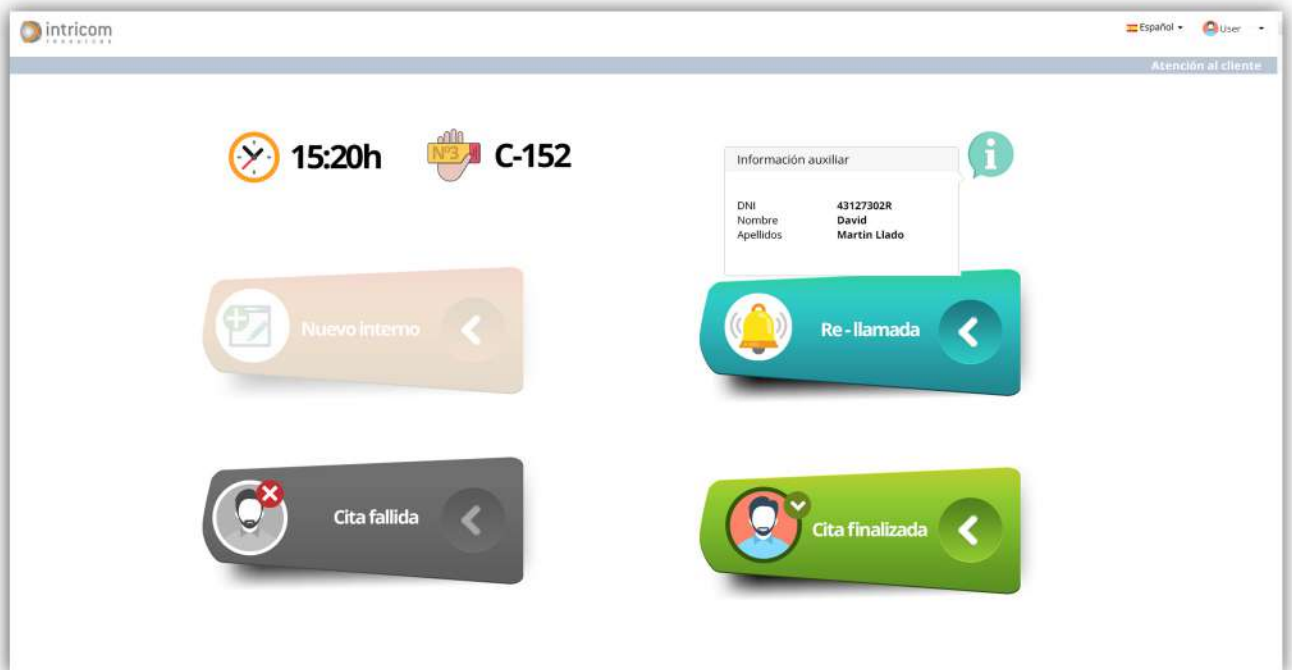 intricom
Español
User
Atención al cliente
15:20h
Nº3
C-152
Información auxiliar
DNI 43127302R
Nombre David
Apellidos Martin Llado
Nuevo interno
Re-llamada
Cita fallida
Cita finalizada